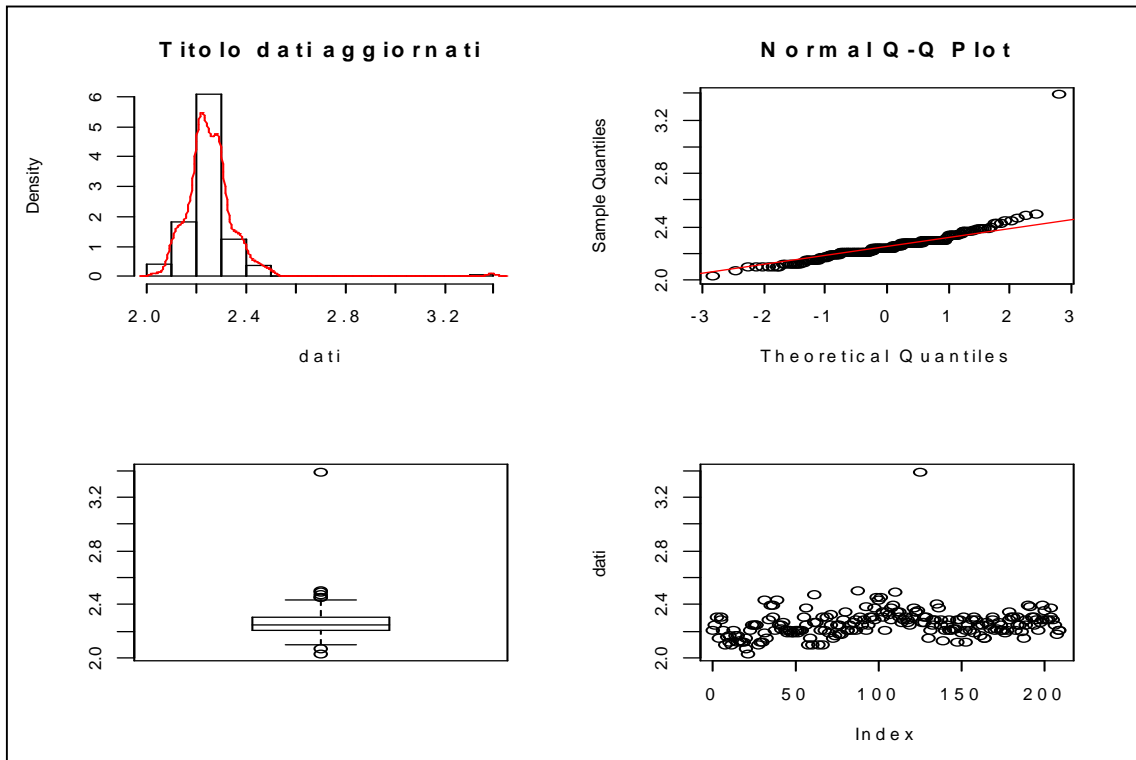 Titolo dati aggiornati
Density
6
5
4
3
2
1
0
2.0 2.4 2.8 3.2
dati
Normal Q-Q Plot
Sample Quantiles
3.2
2.8
2.4
2.0
-3 -2 -1 0 1 2 3
Theoretical Quantiles
3.2
2.8
2.4
2.0
dati
3.2
2.8
2.4
2.0
0 50 100 150 200
Index